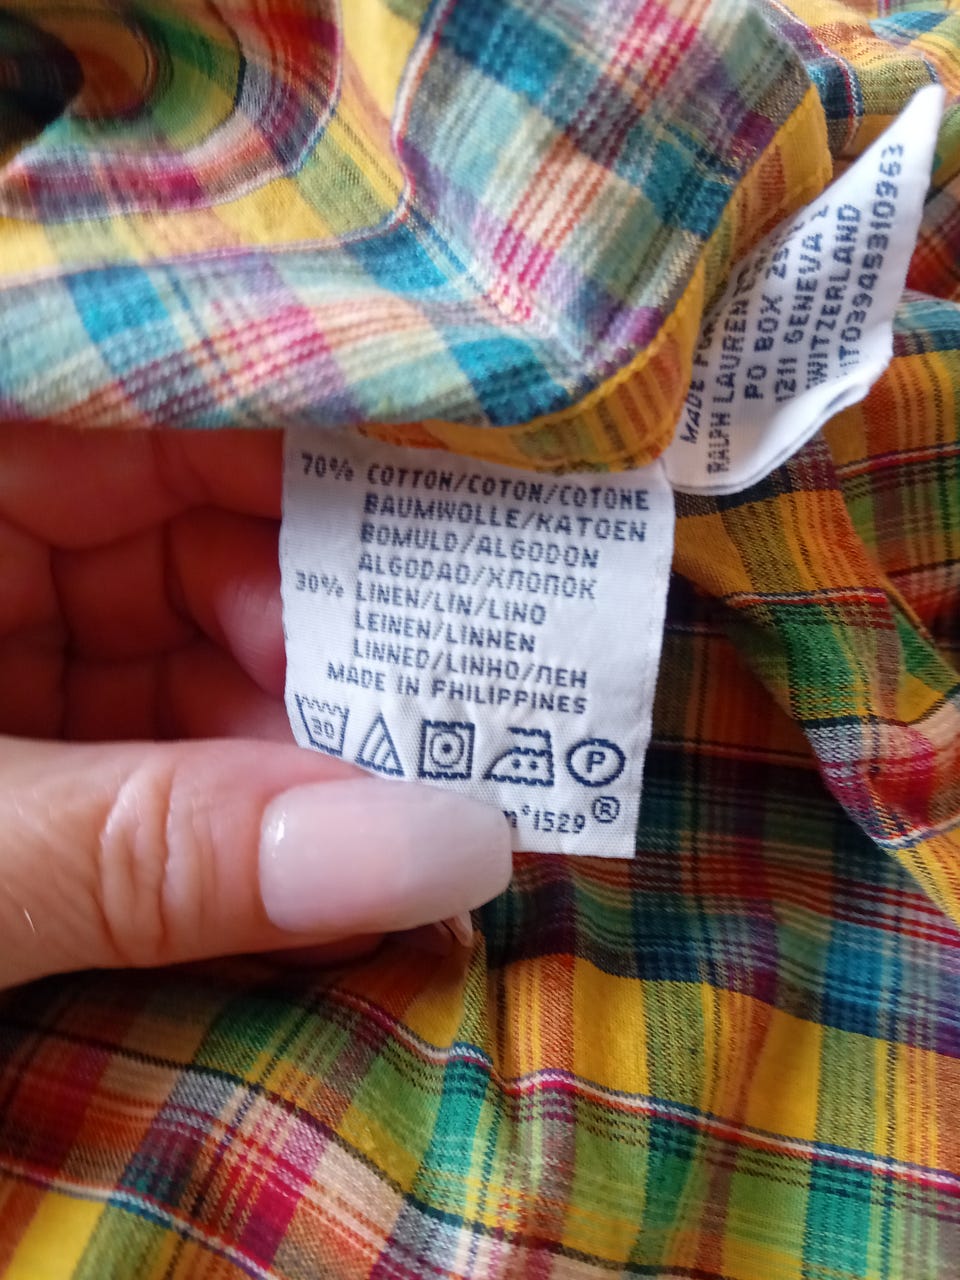 70% COTTON/COTON/COTONE
BAUMWOLLE/KATOEN
BOMULD/ALGODON
ALGODAO/ХЛОПОК
30% LINEN/LIN/LINO
LEINEN/LINNEN
LINNED/LINHO/ЛЕН
MADE IN PHILIPPINES
30
P
m°1529®
MADE FOR
RALPH LAUREN
PO BOX
1211 GENEVA 2
SWITZERLAND